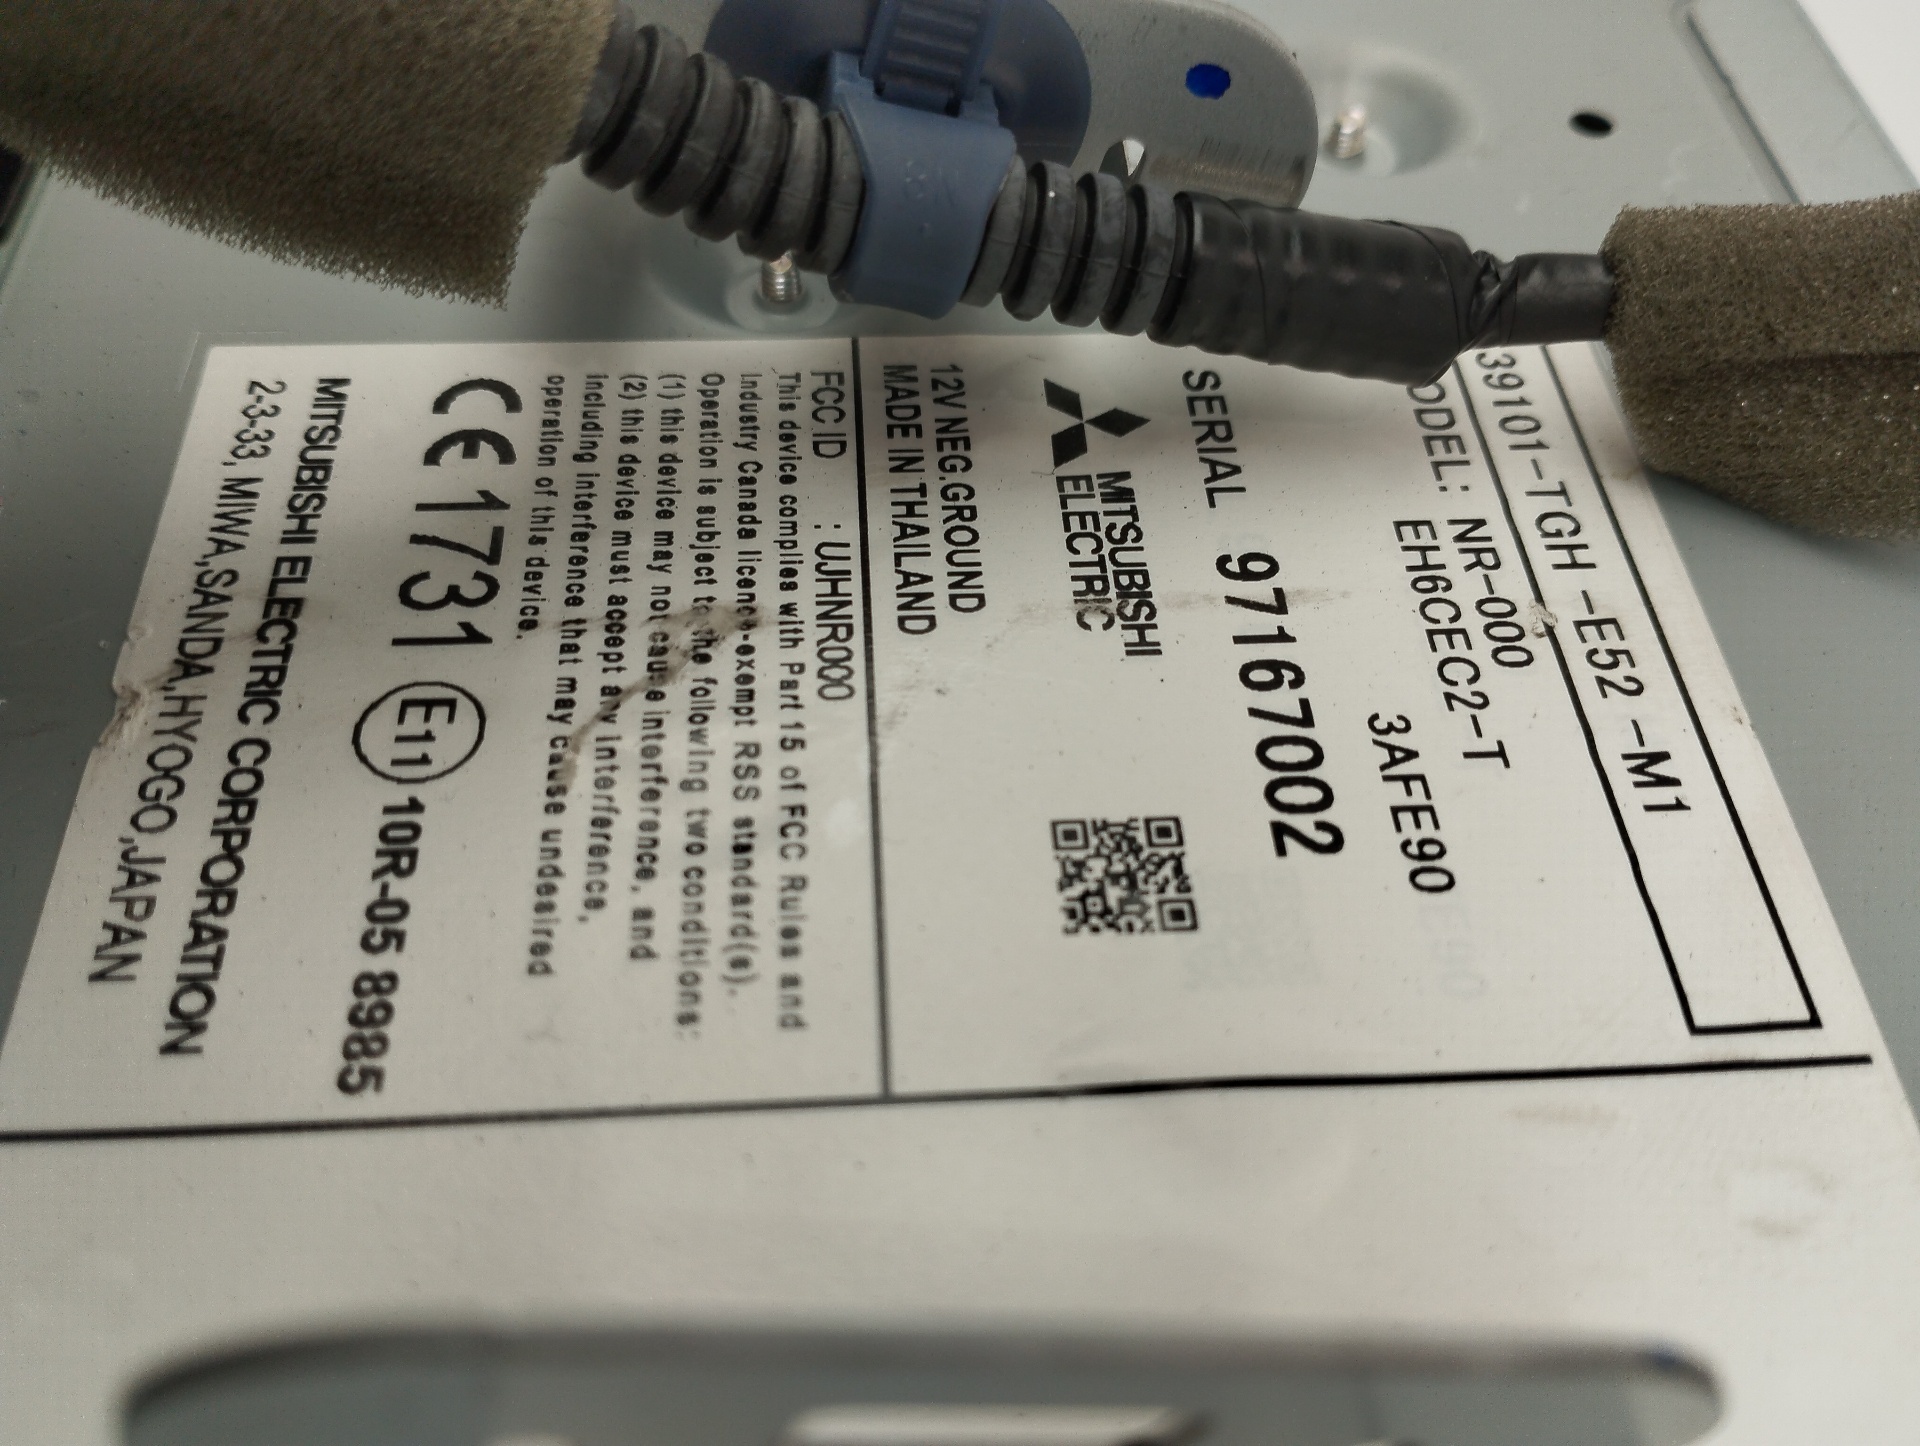 39101-TGH -E52 -M1
ODEL: NR-000
EH6CEC2-T
3AFE90
SERIAL 97167002
MITSUBISHI
ELECTRIC
12V NEG.GROUND
MADE IN THAILAND
FCC ID : UJHNR000
This device complies with Part 15 of FCC Rules and
Industry Canada licence-exempt RSS standard(s).
Operation is subject to the following two conditions:
(1) this device may not cause interference, and
(2) this device must accept any interference,
including interference that may cause undesired
operation of this device.
CE 1731 E11 10R-05 8985
MITSUBISHI ELECTRIC CORPORATION
2-3-33, MIWA,SANDA,HYOGO,JAPAN